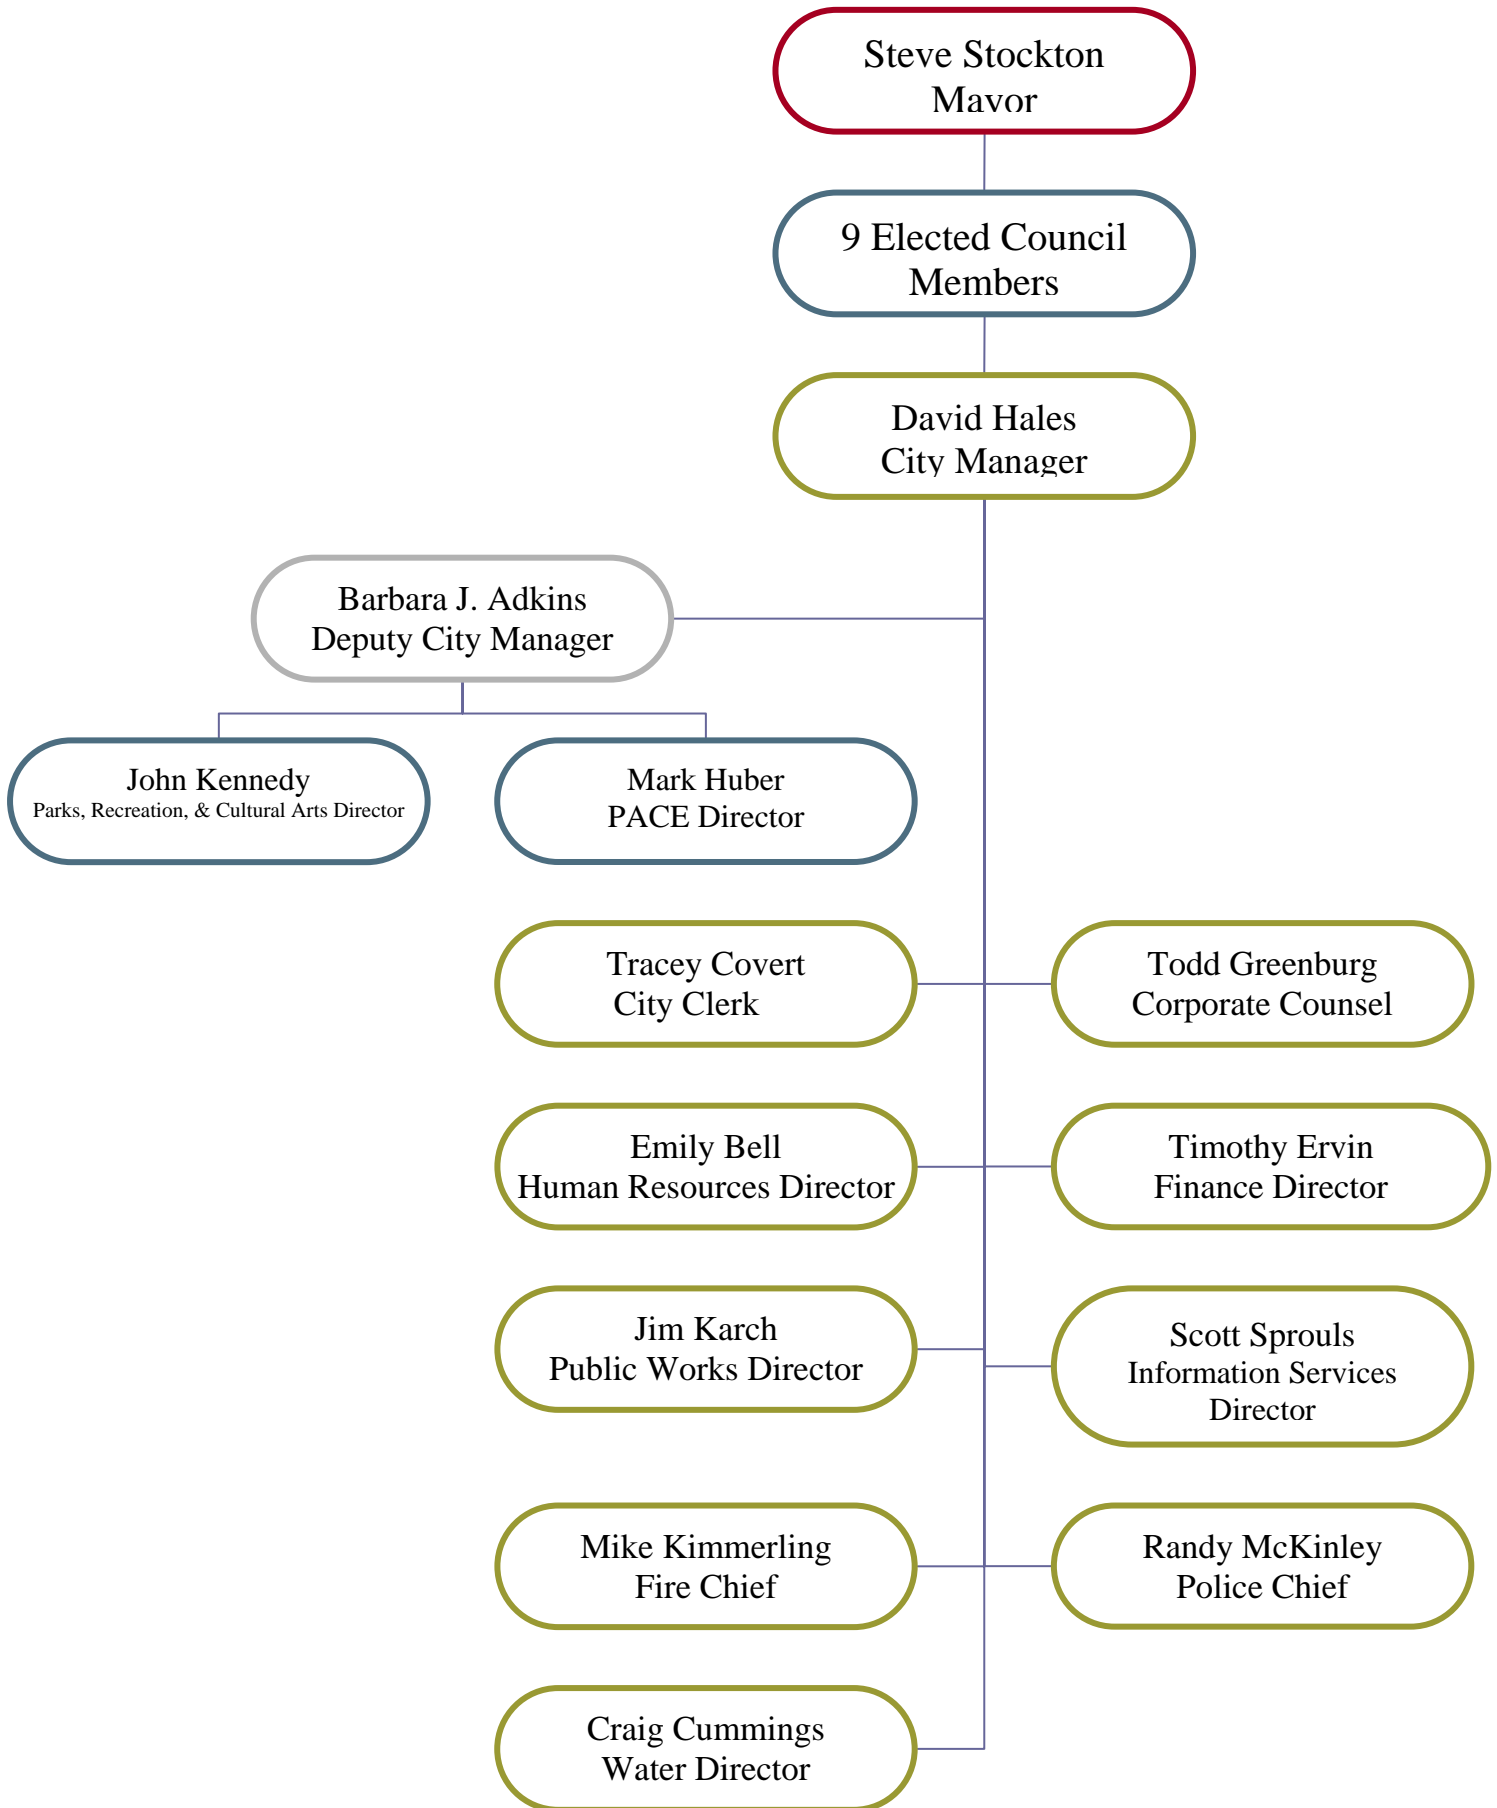 Steve Stockton
Mayor
9 Elected Council
Members
David Hales
City Manager
Barbara J. Adkins
Deputy City Manager
John Kennedy
Parks, Recreation, & Cultural Arts Director
Mark Huber
PACE Director
Tracey Covert
City Clerk
Todd Greenburg
Corporate Counsel
Emily Bell
Human Resources Director
Timothy Ervin
Finance Director
Jim Karch
Public Works Director
Scott Sprouls
Information Services
Director
Mike Kimmerling
Fire Chief
Randy McKinley
Police Chief
Craig Cummings
Water Director